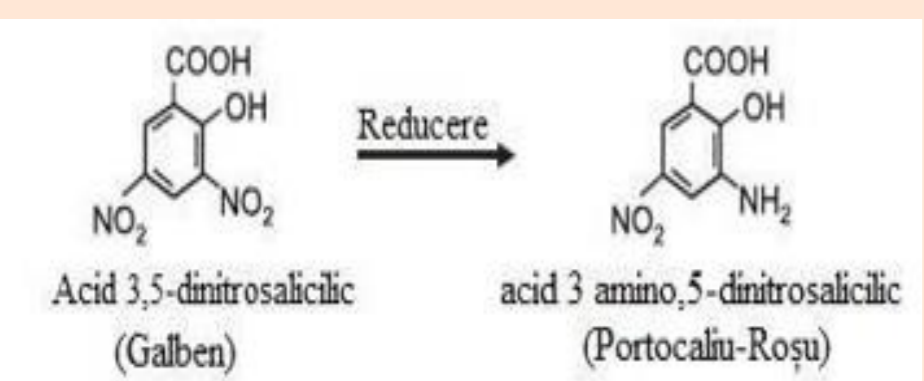 COOH
OH
NO2
NO2
Acid 3,5-dinitrosalicilic
(Galben)
Reducere
COOH
OH
NH2
NO2
acid 3 amino,5-dinitrosalicilic
(Portocaliu-Roșu)